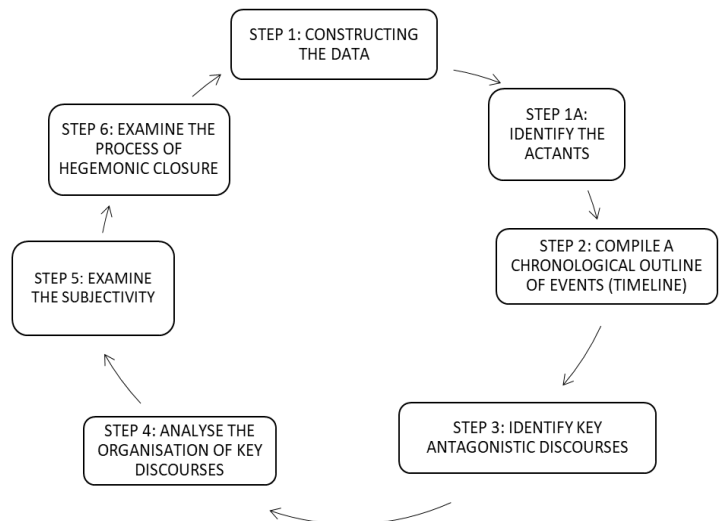 STEP 1: CONSTRUCTING
THE DATA
STEP 1A:
IDENTIFY THE
ACTANTS
STEP 2: COMPILE A
CHRONOLOGICAL OUTLINE
OF EVENTS (TIMELINE)
STEP 3: IDENTIFY KEY
ANTAGONISTIC DISCOURSES
STEP 4: ANALYSE THE
ORGANISATION OF KEY
DISCOURSES
STEP 5: EXAMINE
THE SUBJECTIVITY
STEP 6: EXAMINE THE
PROCESS OF
HEGEMONIC CLOSURE